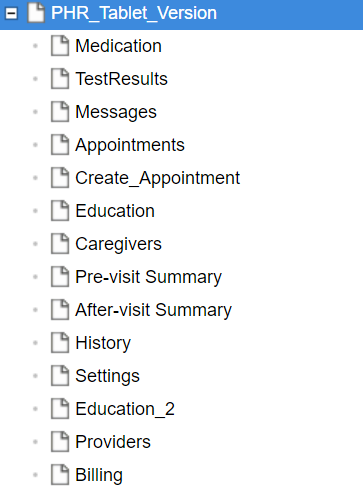 PHR_Tablet_Version
Medication
TestResults
Messages
Appointments
Create_Appointment
Education
Caregivers
Pre-visit Summary
After-visit Summary
History
Settings
Education_2
Providers
Billing